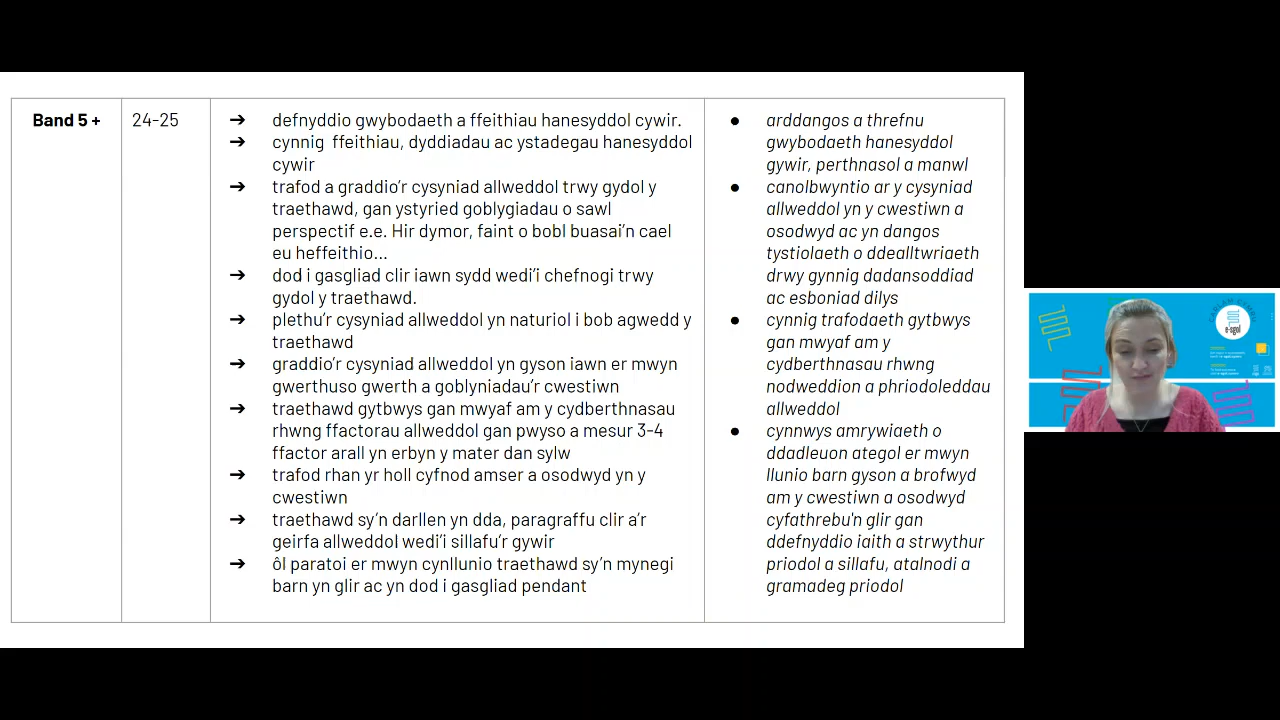 Band 5 +
24-25
➔ defnyddio gwybodaeth a ffeithiau hanesyddol cywir.
➔ cynnig ffeithiau, dyddiadau ac ystadegau hanesyddol
cywir
➔ trafod a graddio'r cysyniad allweddol trwy gydol y
traethawd, gan ystyried goblygiadau o sawl
perspectif e.e. Hir dymor, faint o bobl buasai'n cael
eu heffeithio...
➔ dod i gasgliad clir iawn sydd wedi'i chefnogi trwy
gydol y traethawd.
➔ plethu'r cysyniad allweddol yn naturiol i bob agwedd y
traethawd
➔ graddio'r cysyniad allweddol yn gyson iawn er mwyn
gwerthuso gwerth a goblyniadau'r cwestiwn
➔ traethawd gytbwys gan mwyaf am y cydberthnasau
rhwng ffactorau allweddol gan pwyso a mesur 3-4
ffactor arall yn erbyn y mater dan sylw
➔ trafod rhan yr holl cyfnod amser a osodwyd yn y
cwestiwn
➔ traethawd sy'n darllen yn dda, paragraffu clir a'r
geirfa allweddol wedi'i sillafu'r gywir
➔ ôl paratoi er mwyn cynllunio traethawd sy'n mynegi
barn yn glir ac yn dod i gasgliad pendant
● arddangos a threfnu
gwybodaeth hanesyddol
gywir, perthnasol a manwl
● canolbwyntio ar y cysyniad
allweddol yn y cwestiwn a
osodwyd ac yn dangos
tystiolaeth o ddealltwriaeth
drwy gynnig dadansoddiad
ac esboniad dilys
● cynnig trafodaeth gytbwys
gan mwyaf am y
cydberthnasau rhwng
nodweddion a phriodoleddau
allweddol
● cynnwys amrywiaeth o
ddadleuon ategol er mwyn
llunio barn gyson a brofwyd
am y cwestiwn a osodwyd
cyfathrebu'n glir gan
ddefnyddio iaith a strwythur
priodol a sillafu, atalnodi a
gramadeg priodol
e-sgol